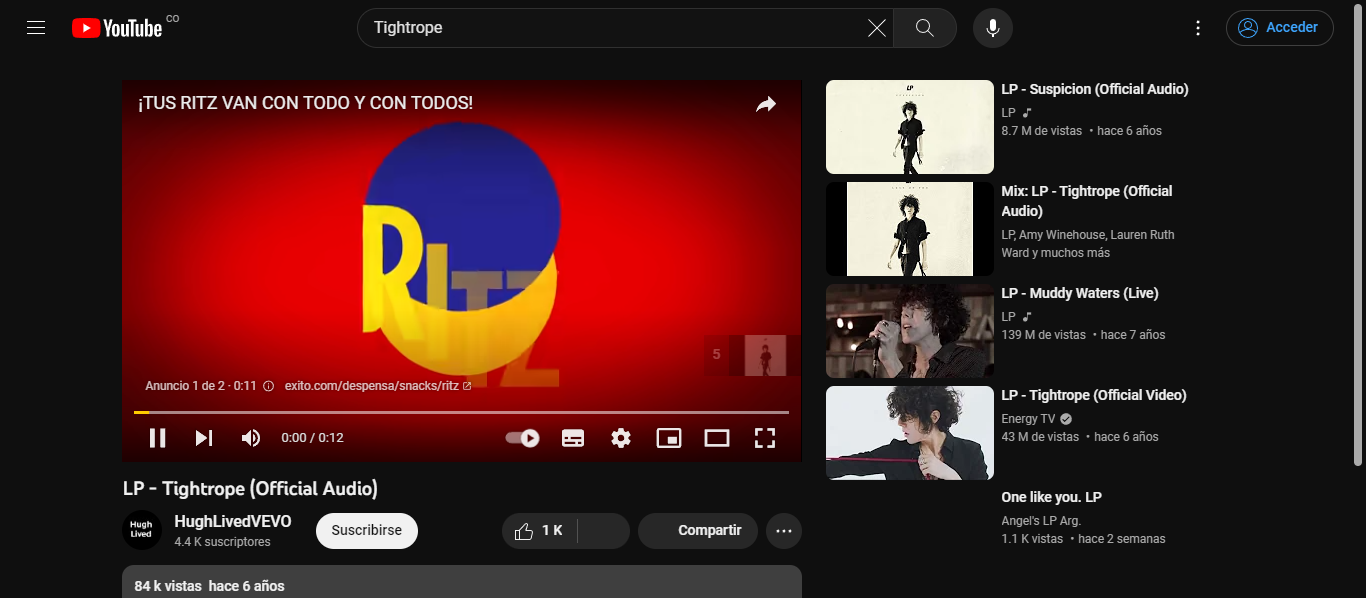 YouTube CO
Tightrope
Acceder
¡TUS RITZ VAN CON TODO Y CON TODOS!
RITZ
5
Anuncio 1 de 2 · 0:11 exito.com/despensa/snacks/ritz
0:00 / 0:12
LP - Tightrope (Official Audio)
Hugh
Lived
HughLivedVEVO
4.4 K suscriptores
Suscribirse
1 K
Compartir
84 k vistas hace 6 años
LP
LP - Suspicion (Official Audio)
LP
8.7 M de vistas • hace 6 años
Mix: LP - Tightrope (Official
Audio)
LP, Amy Winehouse, Lauren Ruth
Ward y muchos más
LP - Muddy Waters (Live)
LP
139 M de vistas • hace 7 años
LP - Tightrope (Official Video)
Energy TV
43 M de vistas • hace 6 años
One like you. LP
Angel's LP Arg.
1.1 K vistas • hace 2 semanas